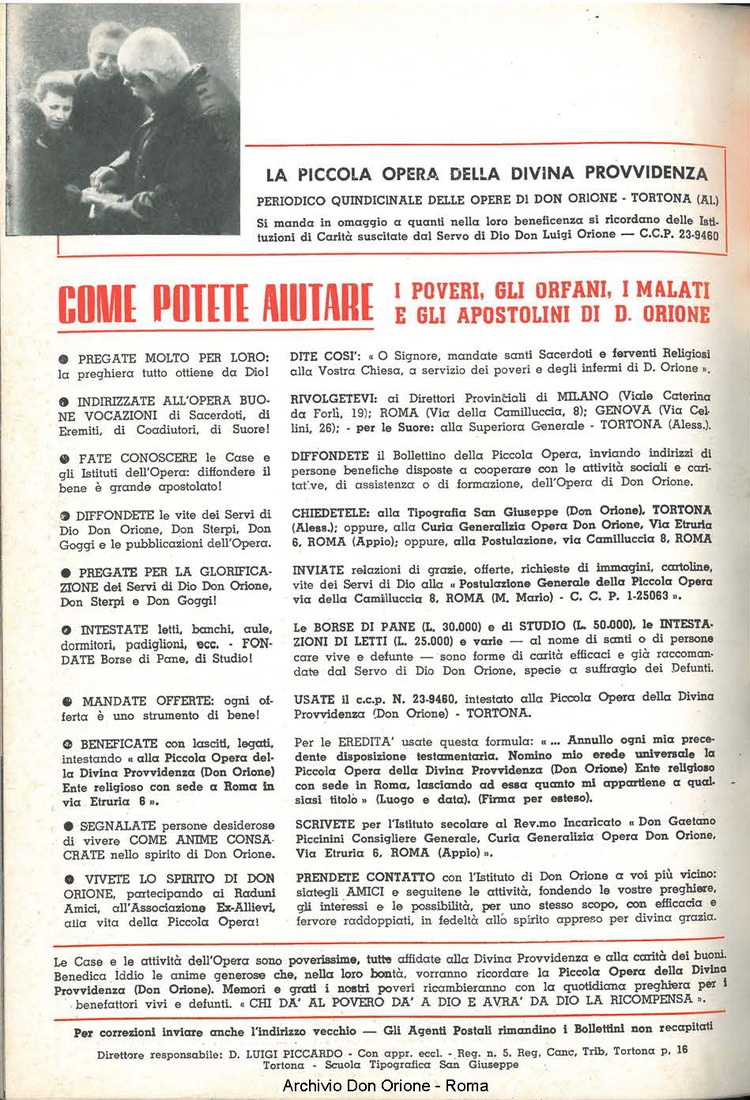 LA PICCOLA OPERA DELLA DIVINA PROVVIDENZA
PERIODICO QUINDICINALE DELLE OPERE DI DON ORIONE - TORTONA (Al.)
Si manda in omaggio a quanti nella loro beneficenza si ricordano delle Isti-
tuzioni di Carità suscitate dal Servo di Dio Don Luigi Orione — C.C.P. 23-9460
COME POTETE AIUTARE
I POVERI, GLI ORFANI, I MALATI
E GLI APOSTOLINI DI D. ORIONE
● PREGATE MOLTO PER LORO:
la preghiera tutto ottiene da Dio!
DITE COSI': « O Signore, mandate santi Sacerdoti e ferventi Religiosi
alla Vostra Chiesa, a servizio dei poveri e degli infermi di D. Orione ».
● INDIRIZZATE ALL'OPERA BUO-
NE VOCAZIONI di Sacerdoti, di
Eremiti, di Coadiutori, di Suore!
RIVOLGETEVI: ai Direttori Provinciali di MILANO (Viale Caterina
da Forlì, 19); ROMA (Via della Camilluccia, 8); GENOVA (Via Cel-
lini, 26); - per le Suore: alla Superiora Generale - TORTONA (Aless.).
● FATE CONOSCERE le Case e
gli Istituti dell'Opera: diffondere il
bene è grande apostolato!
DIFFONDETE il Bollettino della Piccola Opera, inviando indirizzi di
persone benefiche disposte a cooperare con le attività sociali e cari-
tat've, di assistenza o di formazione, dell'Opera di Don Orione.
● DIFFONDETE le vite dei Servi di
Dio Don Orione, Don Sterpi, Don
Goggi e le pubblicazioni dell'Opera.
CHIEDETELE: alla Tipografia San Giuseppe (Don Orione), TORTONA
(Aless.); oppure, alla Curia Generalizia Opera Don Orione, Via Etruria
6, ROMA (Appio); oppure, alla Postulazione, via Camilluccia 8, ROMA
● PREGATE PER LA GLORIFICA-
ZIONE dei Servi di Dio Don Orione,
Don Sterpi e Don Goggi!
INVIATE relazioni di grazie, offerte, richieste di immagini, cartoline,
vite dei Servi di Dio alla « Postulazione Generale della Piccola Opera
via della Camilluccia 8, ROMA (M. Mario) - C. C. P. 1-25063 ».
● INTESTATE letti, banchi, aule,
dormitori, padiglioni, ecc. - FON-
DATE Borse di Pane, di Studio!
Le BORSE DI PANE (L. 30.000) e di STUDIO (L. 50.000), le INTESTA-
ZIONI DI LETTI (L. 25.000) e varie — al nome di santi o di persone
care vive e defunte — sono forme di carità efficaci e già raccoman-
date dal Servo di Dio Don Orione, specie a suffragio dei Defunti.
● MANDATE OFFERTE: ogni of-
ferta è uno strumento di bene!
USATE il c.c.p. N. 23-9460, intestato alla Piccola Opera della Divina
Provvidenza (Don Orione) - TORTONA.
● BENEFICATE con lasciti, legati,
intestando « alla Piccola Opera del-
la Divina Provvidenza (Don Orione)
Ente religioso con sede a Roma in
via Etruria 6 ».
Per le EREDITA' usate questa formula: « ... Annullo ogni mia prece-
dente disposizione testamentaria. Nomino mio erede universale la
Piccola Opera della Divina Provvidenza (Don Orione) Ente religioso
con sede in Roma, lasciando ad essa quanto mi appartiene a qual-
siasi titolo » (Luogo e data). (Firma per esteso).
● SEGNALATE persone desiderose
di vivere COME ANIME CONSA-
CRATE nello spirito di Don Orione.
SCRIVETE per l'Istituto secolare al Rev.mo Incaricato « Don Gaetano
Piccinini Consigliere Generale, Curia Generalizia Opera Don Orione,
Via Etruria 6, ROMA (Appio) ».
● VIVETE LO SPIRITO DI DON
ORIONE, partecipando ai Raduni
Amici, all'Associazione Ex-Allievi,
alla vita della Piccola Opera!
PRENDETE CONTATTO con l'Istituto di Don Orione a voi più vicino:
siategli AMICI e seguitene le attività, fondendo le vostre preghiere,
gli interessi e le possibilità, per uno stesso scopo, con efficacia e
fervore raddoppiati, in fedeltà allo spirito appreso per divina grazia.
Le Case e le attività dell'Opera sono poverissime, tutte affidate alla Divina Provvidenza e alla carità dei buoni.
Benedica Iddio le anime generose che, nella loro bontà, vorranno ricordare la Piccola Opera della Divina
Provvidenza (Don Orione). Memori e grati i nostri poveri ricambieranno con la quotidiana preghiera per i
benefattori vivi e defunti. « CHI DA' AL POVERO DA' A DIO E AVRA' DA DIO LA RICOMPENSA ».
Per correzioni inviare anche l'indirizzo vecchio — Gli Agenti Postali rimandino i Bollettini non recapitati
Direttore responsabile: D. LUIGI PICCARDO - Con appr. eccl. - Reg. n. 5. Reg, Canc, Trib, Tortona p, 16
Tortona - Scuola Tipografica San Giuseppe
Archivio Don Orione - Roma